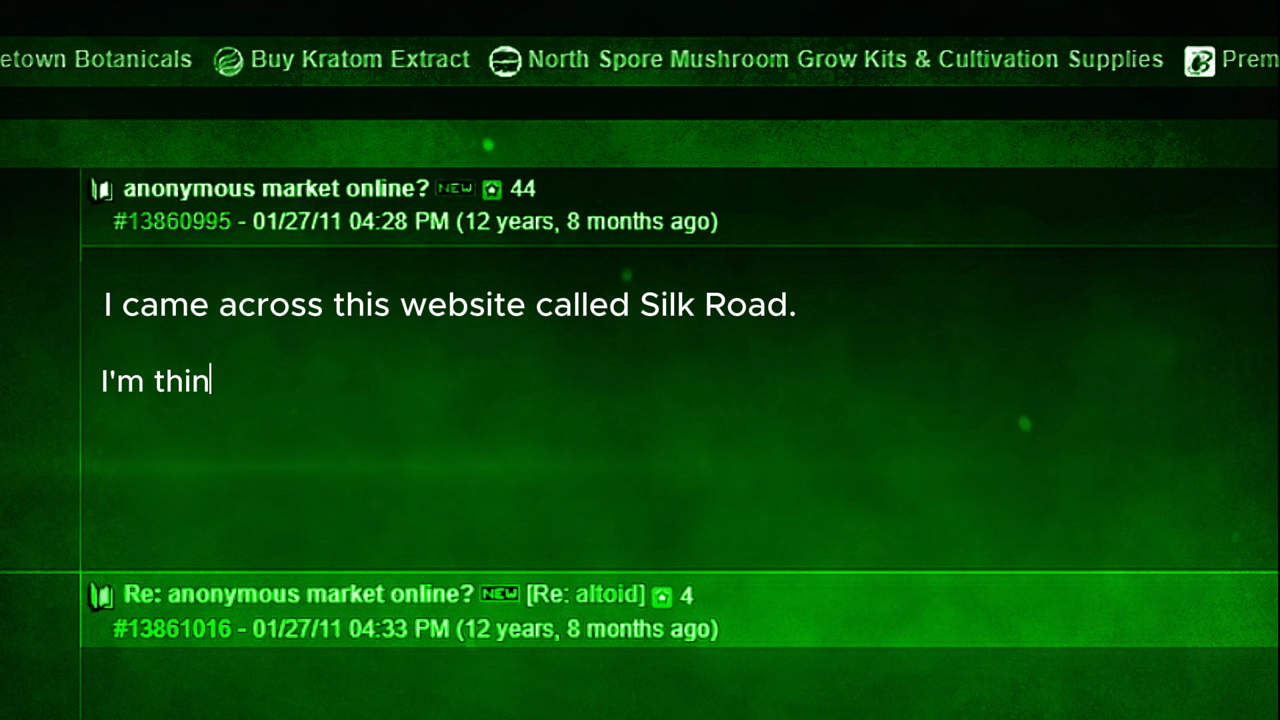 etown Botanicals Buy Kratom Extract North Spore Mushroom Grow Kits & Cultivation Supplies Prem
anonymous market online? NEW 44
#13860995 - 01/27/11 04:28 PM (12 years, 8 months ago)
I came across this website called Silk Road.
I'm thin
Re: anonymous market online? NEW [Re: altoid] 4
#13861016 - 01/27/11 04:33 PM (12 years, 8 months ago)